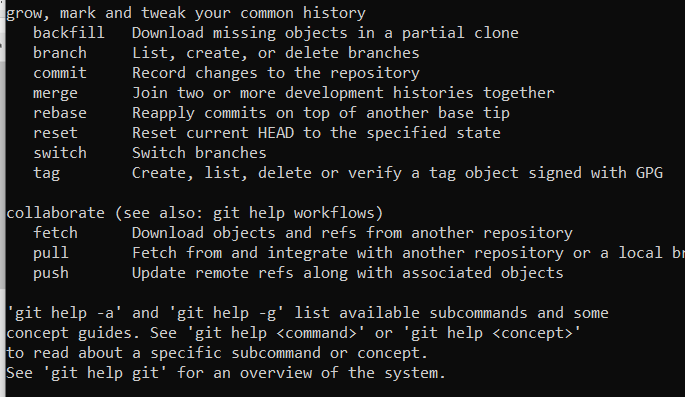 grow, mark and tweak your common history
backfill Download missing objects in a partial clone
branch List, create, or delete branches
commit Record changes to the repository
merge Join two or more development histories together
rebase Reapply commits on top of another base tip
reset Reset current HEAD to the specified state
switch Switch branches
tag Create, list, delete or verify a tag object signed with GPG

collaborate (see also: git help workflows)
fetch Download objects and refs from another repository
pull Fetch from and integrate with another repository or a local
push Update remote refs along with associated objects

'git help -a' and 'git help -g' list available subcommands and some
concept guides. See 'git help <command>' or 'git help <concept>'
to read about a specific subcommand or concept.
See 'git help git' for an overview of the system.